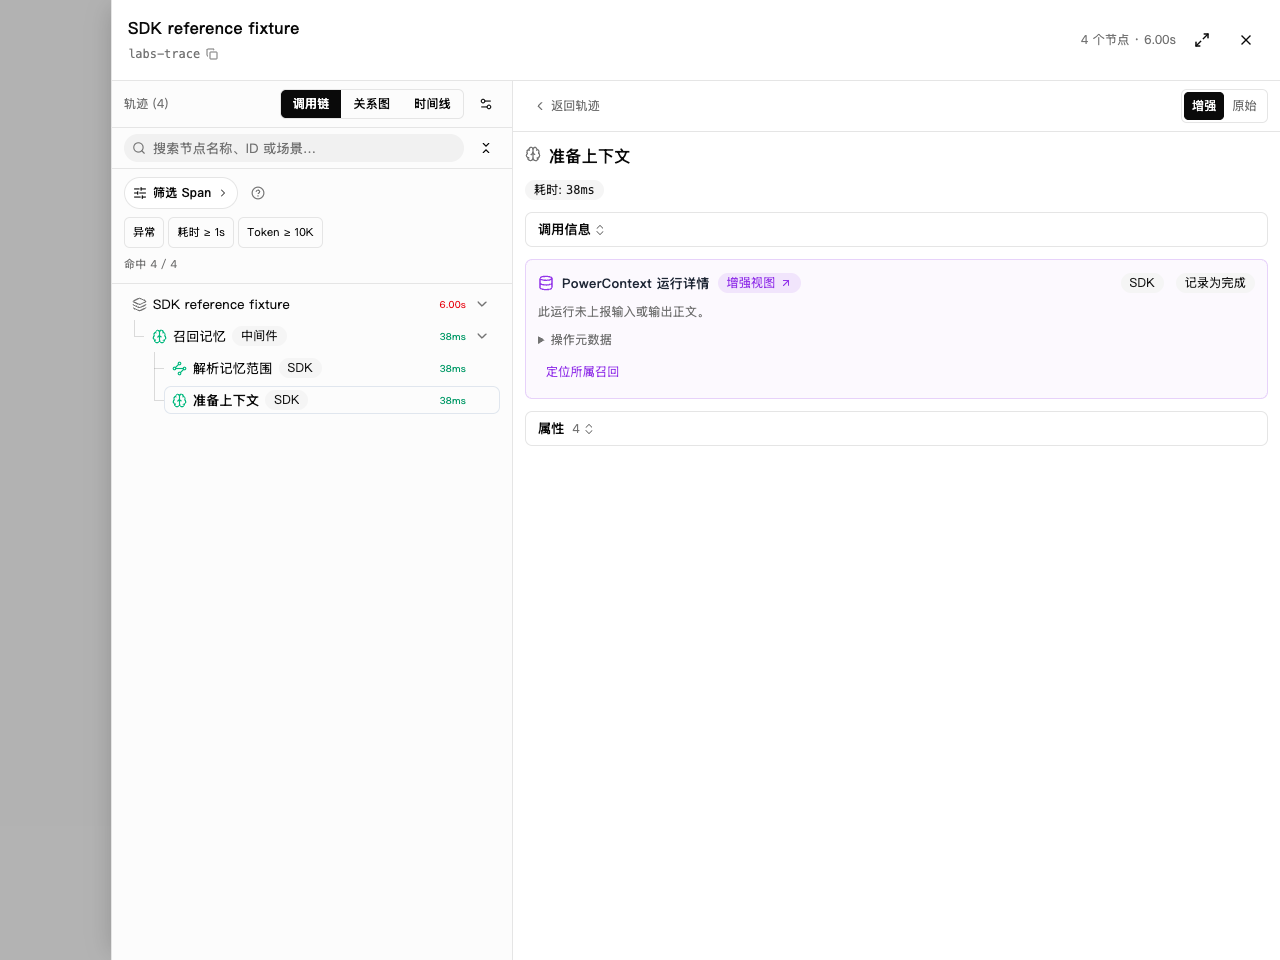 SDK reference fixture
labs-trace
4 个节点 · 6.00s
轨迹 (4)
调用链 关系图 时间线
返回轨迹
增强 原始
搜索节点名称、ID 或场景...
准备上下文
筛选 Span
耗时: 38ms
异常 耗时 ≥ 1s Token ≥ 10K
调用信息
命中 4 / 4
PowerContext 运行详情 增强视图 SDK 记录为完成
SDK reference fixture 6.00s
此运行未上报输入或输出正文。
召回记忆 中间件 38ms
操作元数据
解析记忆范围 SDK 38ms
定位所属召回
准备上下文 SDK 38ms
属性 4